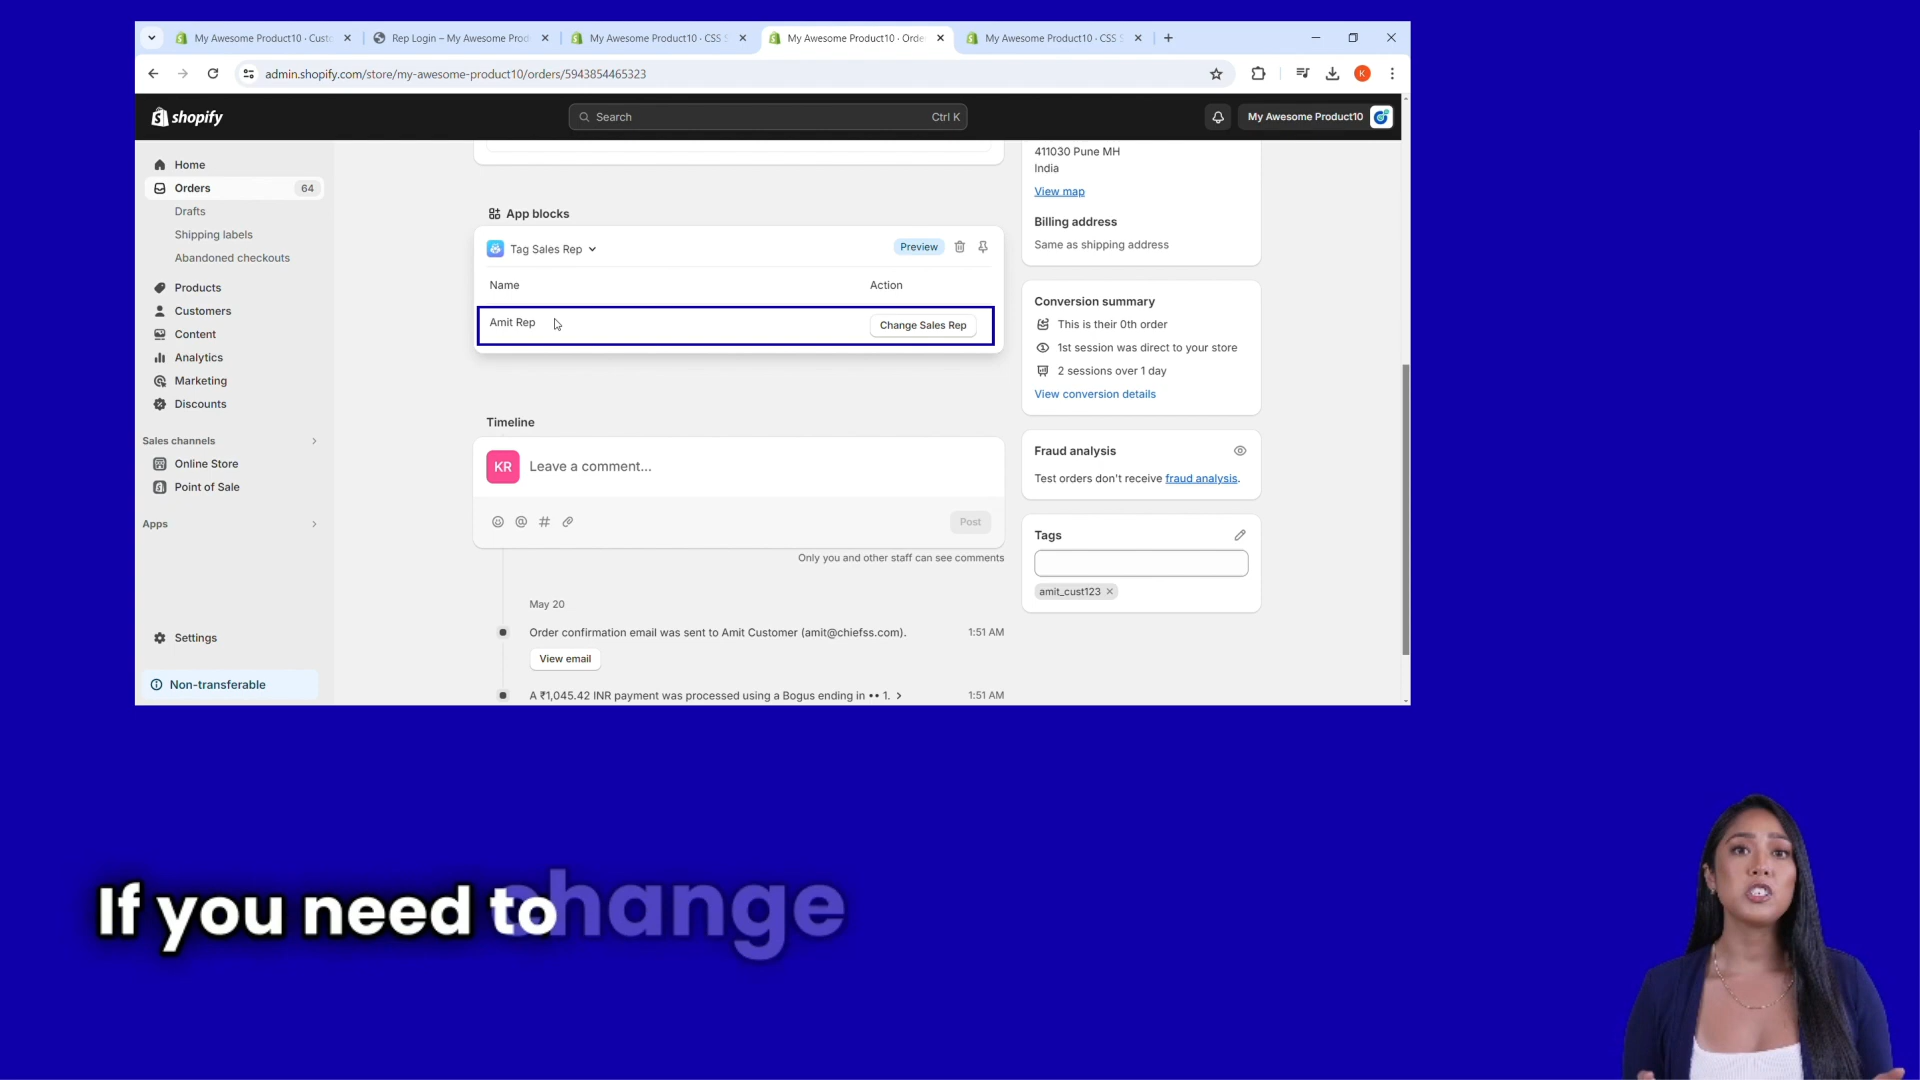 My Awesome Product10 · Cust
Rep Login – My Awesome Prod
My Awesome Product10 · CSS S
My Awesome Product10 · Orde
My Awesome Product10 · CSS S
admin.shopify.com/store/my-awesome-product10/orders/5943854465323
K
shopify
Search
Ctrl K
My Awesome Product10
Home
Orders
64
Drafts
Shipping labels
Abandoned checkouts
Products
Customers
Content
Analytics
Marketing
Discounts
Sales channels
Online Store
Point of Sale
Apps
Settings
Non-transferable
App blocks
Tag Sales Rep
Preview
Name
Action
Amit Rep
Change Sales Rep
Timeline
KR
Leave a comment...
Post
Only you and other staff can see comments
May 20
Order confirmation email was sent to Amit Customer (amit@chiefss.com).
1:51 AM
View email
A ₹1,045.42 INR payment was processed using a Bogus ending in •• 1.
1:51 AM
411030 Pune MH
India
View map
Billing address
Same as shipping address
Conversion summary
This is their 0th order
1st session was direct to your store
2 sessions over 1 day
View conversion details
Fraud analysis
Test orders don't receive fraud analysis.
Tags
amit_cust123
If you need to change